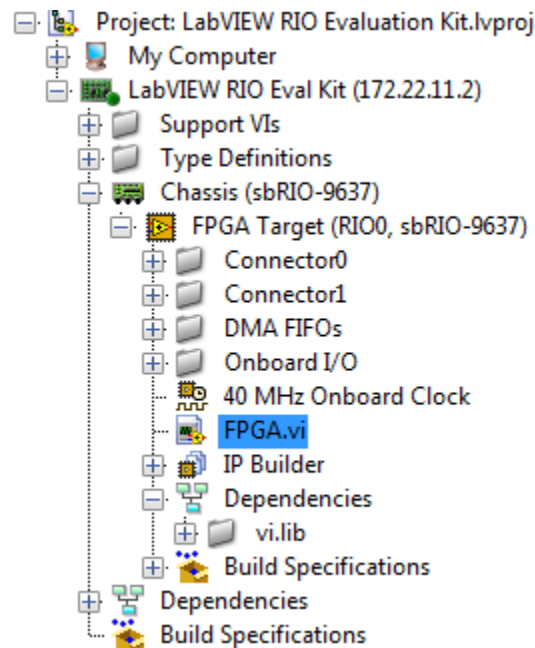 Project: LabVIEW RIO Evaluation Kit.lvproj
My Computer
LabVIEW RIO Eval Kit (172.22.11.2)
Support VIs
Type Definitions
Chassis (sbRIO-9637)
FPGA Target (RIO0, sbRIO-9637)
Connector0
Connector1
DMA FIFOs
Onboard I/O
40 MHz Onboard Clock
FPGA.vi
IP Builder
Dependencies
vi.lib
Build Specifications
Dependencies
Build Specifications